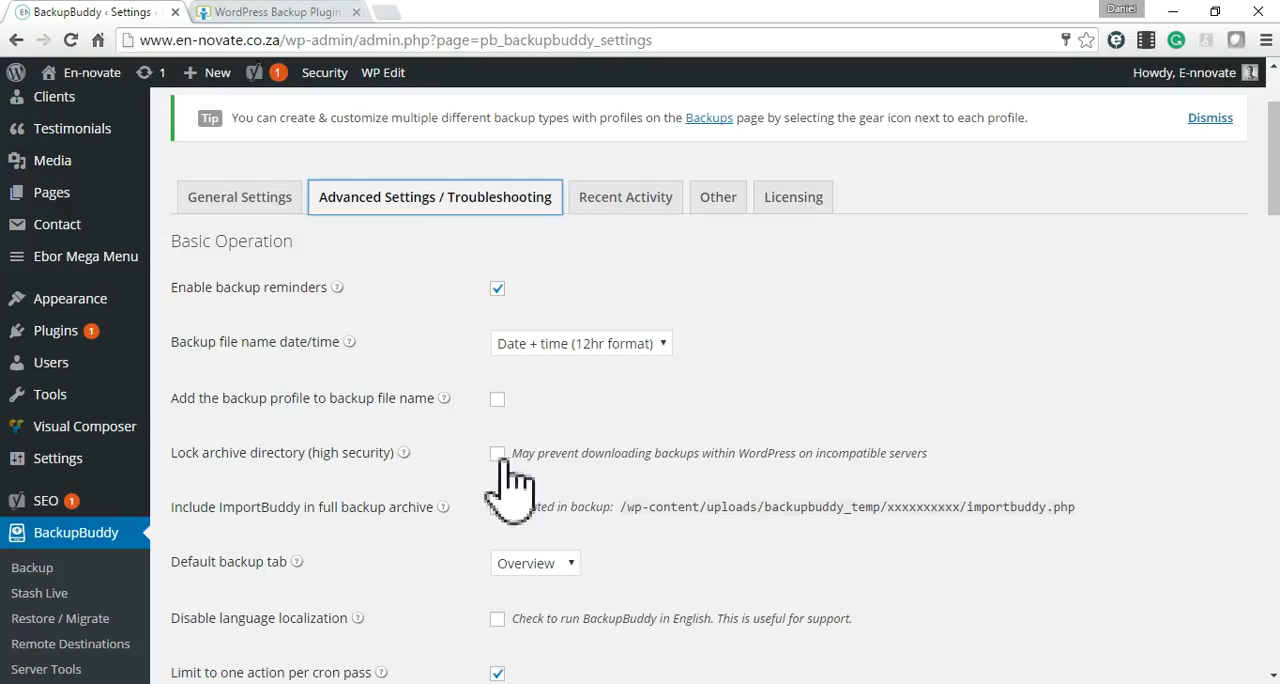 BackupBuddy ‹ Settings ‹
WordPress Backup Plugin
Daniel
www.en-novate.co.za/wp-admin/admin.php?page=pb_backupbuddy_settings
En-novate 1 New 1 Security WP Edit Howdy, E-nnovate
Clients
Testimonials
Media
Pages
Contact
Ebor Mega Menu
Appearance
Plugins 1
Users
Tools
Visual Composer
Settings
SEO 1
BackupBuddy
Backup
Stash Live
Restore / Migrate
Remote Destinations
Server Tools
Tip You can create & customize multiple different backup types with profiles on the Backups page by selecting the gear icon next to each profile. Dismiss
General Settings Advanced Settings / Troubleshooting Recent Activity Other Licensing
Basic Operation
Enable backup reminders ?
Backup file name date/time ? Date + time (12hr format)
Add the backup profile to backup file name ?
Lock archive directory (high security) ? May prevent downloading backups within WordPress on incompatible servers
Include ImportBuddy in full backup archive ? in backup: /wp-content/uploads/backupbuddy_temp/xxxxxxxxxx/importbuddy.php
Default backup tab ? Overview
Disable language localization ? Check to run BackupBuddy in English. This is useful for support.
Limit to one action per cron pass ?